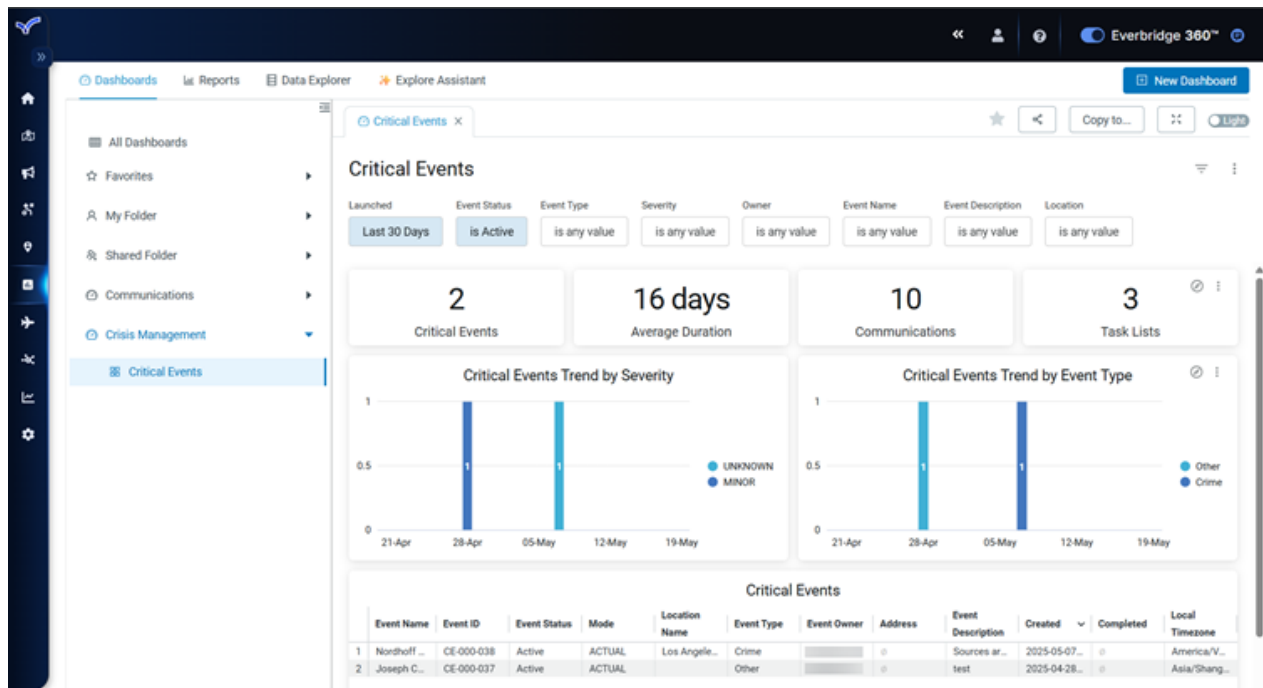 Everbridge 360™
Dashboards Reports Data Explorer Explore Assistant New Dashboard
Critical Events × Copy to... Light
All Dashboards
Favorites
My Folder
Shared Folder
Communications
Crisis Management
Critical Events
Critical Events
Launched Event Status Event Type Severity Owner Event Name Event Description Location
Last 30 Days is Active is any value is any value is any value is any value is any value is any value
2 16 days 10 3
Critical Events Average Duration Communications Task Lists
Critical Events Trend by Severity
1
0.5
0
1 1
21-Apr 28-Apr 05-May 12-May 19-May
UNKNOWN
MINOR
Critical Events Trend by Event Type
1
0.5
0
1 1
21-Apr 28-Apr 05-May 12-May 19-May
Other
Crime
Critical Events
Event Name Event ID Event Status Mode Location Name Event Type Event Owner Address Event Description Created Completed Local Timezone
1 Nordhoff ... CE-000-038 Active ACTUAL Los Angele... Crime ∅ Sources ar... 2025-05-07... ∅ America/V...
2 Joseph C... CE-000-037 Active ACTUAL Other ∅ test 2025-04-28... ∅ Asia/Shang...